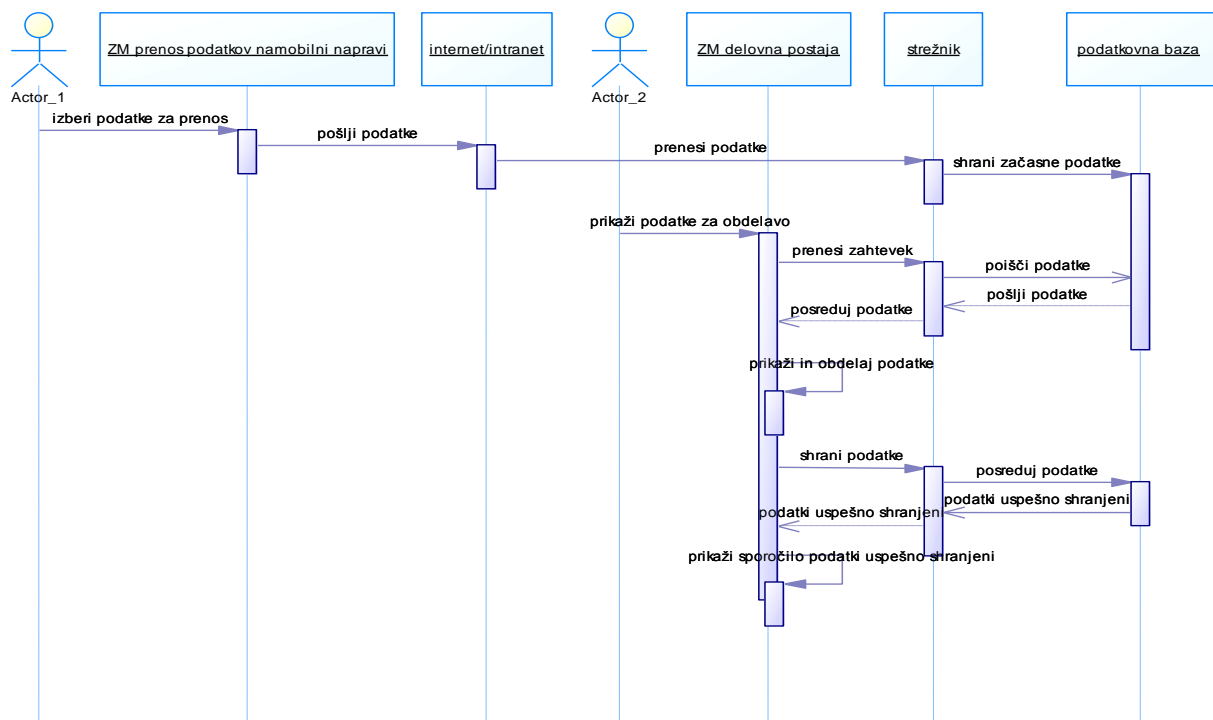 ZM prenos podatkov namobilni napravi
internet/intranet
ZM delovna postaja
strežnik
podatkovna baza
Actor_1
Actor_2
izberi podatke za prenos
pošlji podatke
prenesi podatke
shrani začasne podatke
prikaži podatke za obdelavo
prenesi zahtevek
poišči podatke
pošlji podatke
posreduj podatke
prikaži in obdelaj podatke
shrani podatke
posreduj podatke
podatki uspešno shranjeni
podatki uspešno shranjeni
prikaži sporočilo podatki uspešno shranjeni